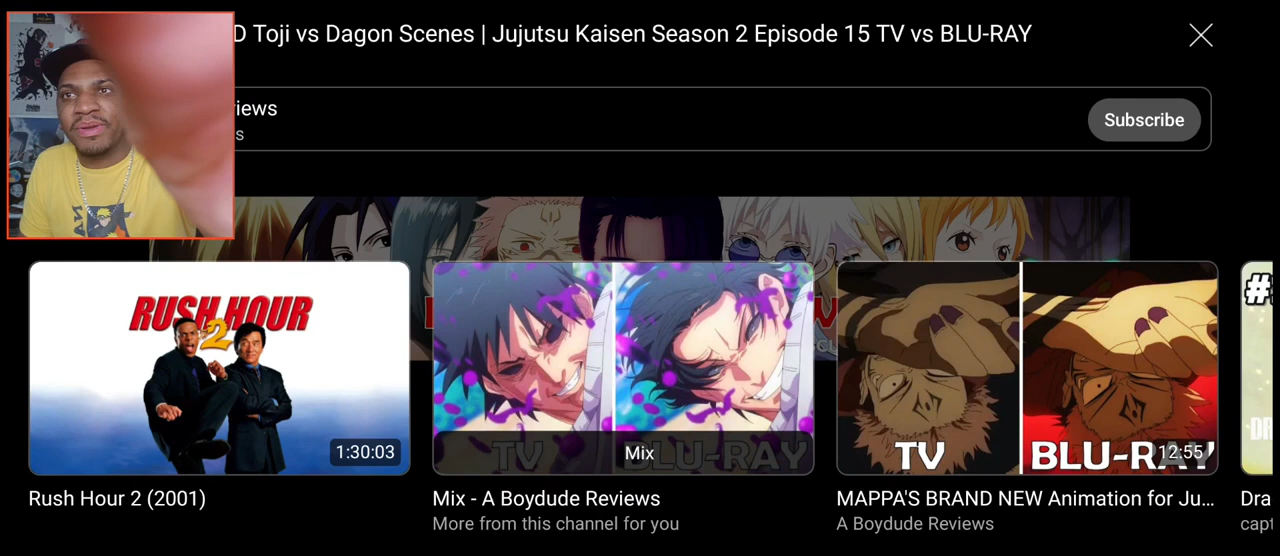 D Toji vs Dagon Scenes | Jujutsu Kaisen Season 2 Episode 15 TV vs BLU-RAY
iews
s
Subscribe
RUSH HOUR
2
1:30:03
TV
BLU-RAY
Mix
TV
BLU-RAY
12:55
#
Rush Hour 2 (2001)
Mix - A Boydude Reviews
MAPPA'S BRAND NEW Animation for Ju...
Dra
More from this channel for you
A Boydude Reviews
capt